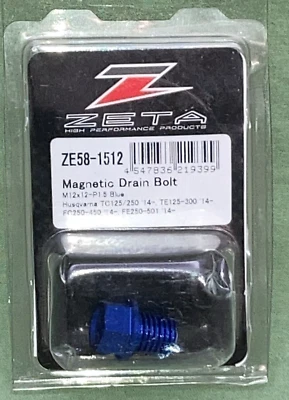 ZETA
HIGH PERFORMANCE PRODUCTS
ZE58-1512
4 547836 219399
Magnetic Drain Bolt
M12x12-P1.5 Blue
Husqvarna TC125/250 '14-, TE125-300 '14-,
FC250-450 '14-, FE250-501 '14-